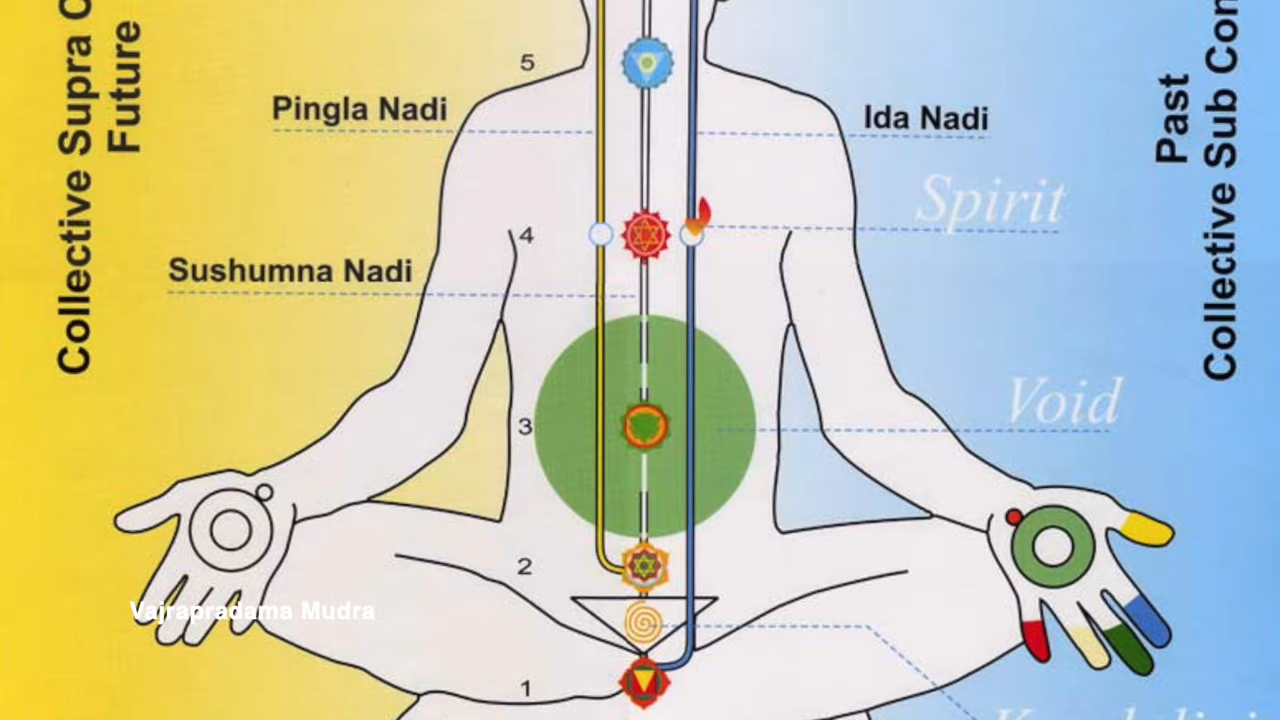 Collective Supra
Future
5
Pingla Nadi
Ida Nadi
Past
Collective Sub
Spirit
4
Sushumna Nadi
Void
3
2
Vajrapradama Mudra
1